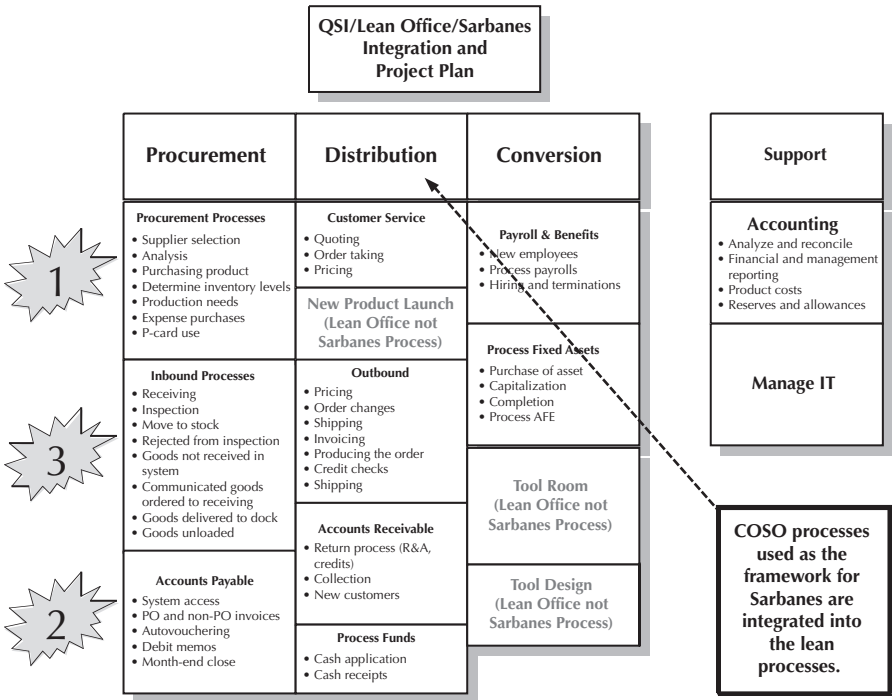 QSI/Lean Office/Sarbanes
Integration and
Project Plan
Procurement
Distribution
Conversion
Support
1
Procurement Processes
• Supplier selection
• Analysis
• Purchasing product
• Determine inventory levels
• Production needs
• Expense purchases
• P-card use
3
Inbound Processes
• Receiving
• Inspection
• Move to stock
• Rejected from inspection
• Goods not received in
system
• Communicated goods
ordered to receiving
• Goods delivered to dock
• Goods unloaded
2
Accounts Payable
• System access
• PO and non-PO invoices
• Autovouchering
• Debit memos
• Month-end close
Customer Service
• Quoting
• Order taking
• Pricing
New Product Launch
(Lean Office not
Sarbanes Process)
Outbound
• Pricing
• Order changes
• Shipping
• Invoicing
• Producing the order
• Credit checks
• Shipping
Accounts Receivable
• Return process (R&A,
credits)
• Collection
• New customers
Process Funds
• Cash application
• Cash receipts
Payroll & Benefits
• New employees
• Process payrolls
• Hiring and terminations
Process Fixed Assets
• Purchase of asset
• Capitalization
• Completion
• Process AFE
Tool Room
(Lean Office not
Sarbanes Process)
Tool Design
(Lean Office not
Sarbanes Process)
Accounting
• Analyze and reconcile
• Financial and management
reporting
• Product costs
• Reserves and allowances
Manage IT
COSO processes
used as the
framework for
Sarbanes are
integrated into
the lean
processes.